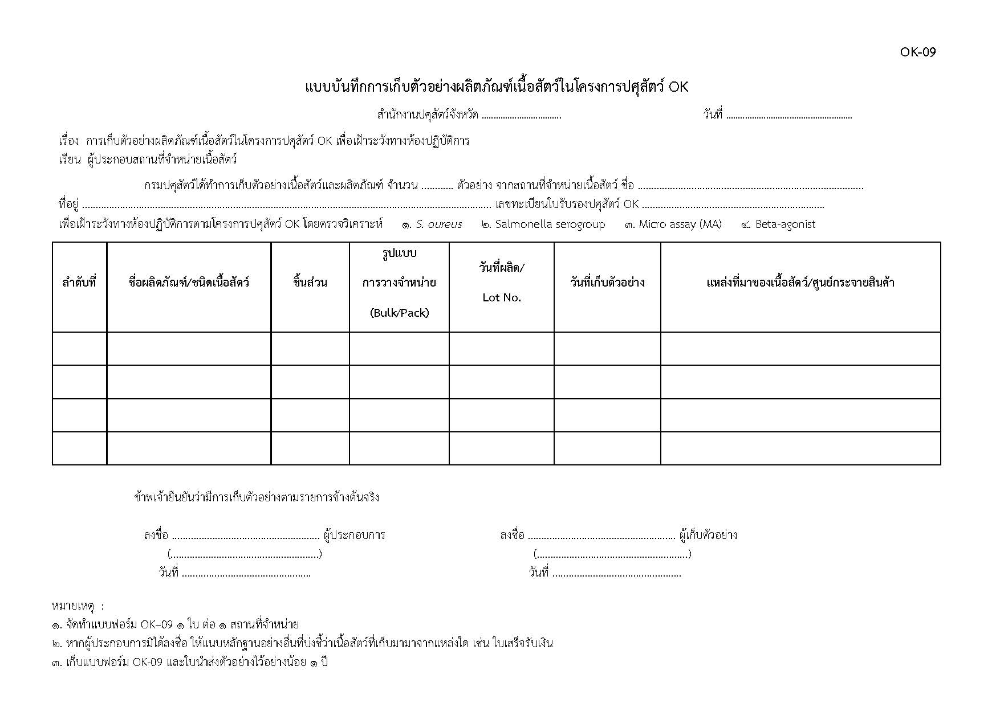 OK-09
แบบบันทึกการเก็บตัวอย่างผลิตภัณฑ์เนื้อสัตว์ในโครงการปศุสัตว์ OK
สำนักงานปศุสัตว์จังหวัด .................................. วันที่ ......................................................
เรื่อง การเก็บตัวอย่างผลิตภัณฑ์เนื้อสัตว์ในโครงการปศุสัตว์ OK เพื่อเฝ้าระวังทางห้องปฏิบัติการ
เรียน ผู้ประกอบสถานที่จำหน่ายเนื้อสัตว์
กรมปศุสัตว์ได้ทำการเก็บตัวอย่างเนื้อสัตว์และผลิตภัณฑ์ จำนวน ............ ตัวอย่าง จากสถานที่จำหน่ายเนื้อสัตว์ ชื่อ ....................................................................................
ที่อยู่ ........................................................................................................................................................ เลขทะเบียนใบรับรองปศุสัตว์ OK ....................................................................
เพื่อเฝ้าระวังทางห้องปฏิบัติการตามโครงการปศุสัตว์ OK โดยตรวจวิเคราะห์ ๑. S. aureus ๒. Salmonella serogroup ๓. Micro assay (MA) ๔. Beta-agonist
ลำดับที่
ชื่อผลิตภัณฑ์/ชนิดเนื้อสัตว์
ชิ้นส่วน
รูปแบบ
การวางจำหน่าย
(Bulk/Pack)
วันที่ผลิต/
Lot No.
วันที่เก็บตัวอย่าง
แหล่งที่มาของเนื้อสัตว์/ศูนย์กระจายสินค้า
ข้าพเจ้ายืนยันว่ามีการเก็บตัวอย่างตามรายการข้างต้นจริง
ลงชื่อ ....................................................... ผู้ประกอบการ ลงชื่อ ....................................................... ผู้เก็บตัวอย่าง
(.......................................................) (........................................................)
วันที่ ................................................ วันที่ ................................................
หมายเหตุ :
๑. จัดทำแบบฟอร์ม OK–09 ๑ ใบ ต่อ ๑ สถานที่จำหน่าย
๒. หากผู้ประกอบการมิได้ลงชื่อ ให้แนบหลักฐานอย่างอื่นที่บ่งชี้ว่าเนื้อสัตว์ที่เก็บมามาจากแหล่งใด เช่น ใบเสร็จรับเงิน
๓. เก็บแบบฟอร์ม OK-09 และใบนำส่งตัวอย่างไว้อย่างน้อย ๑ ปี